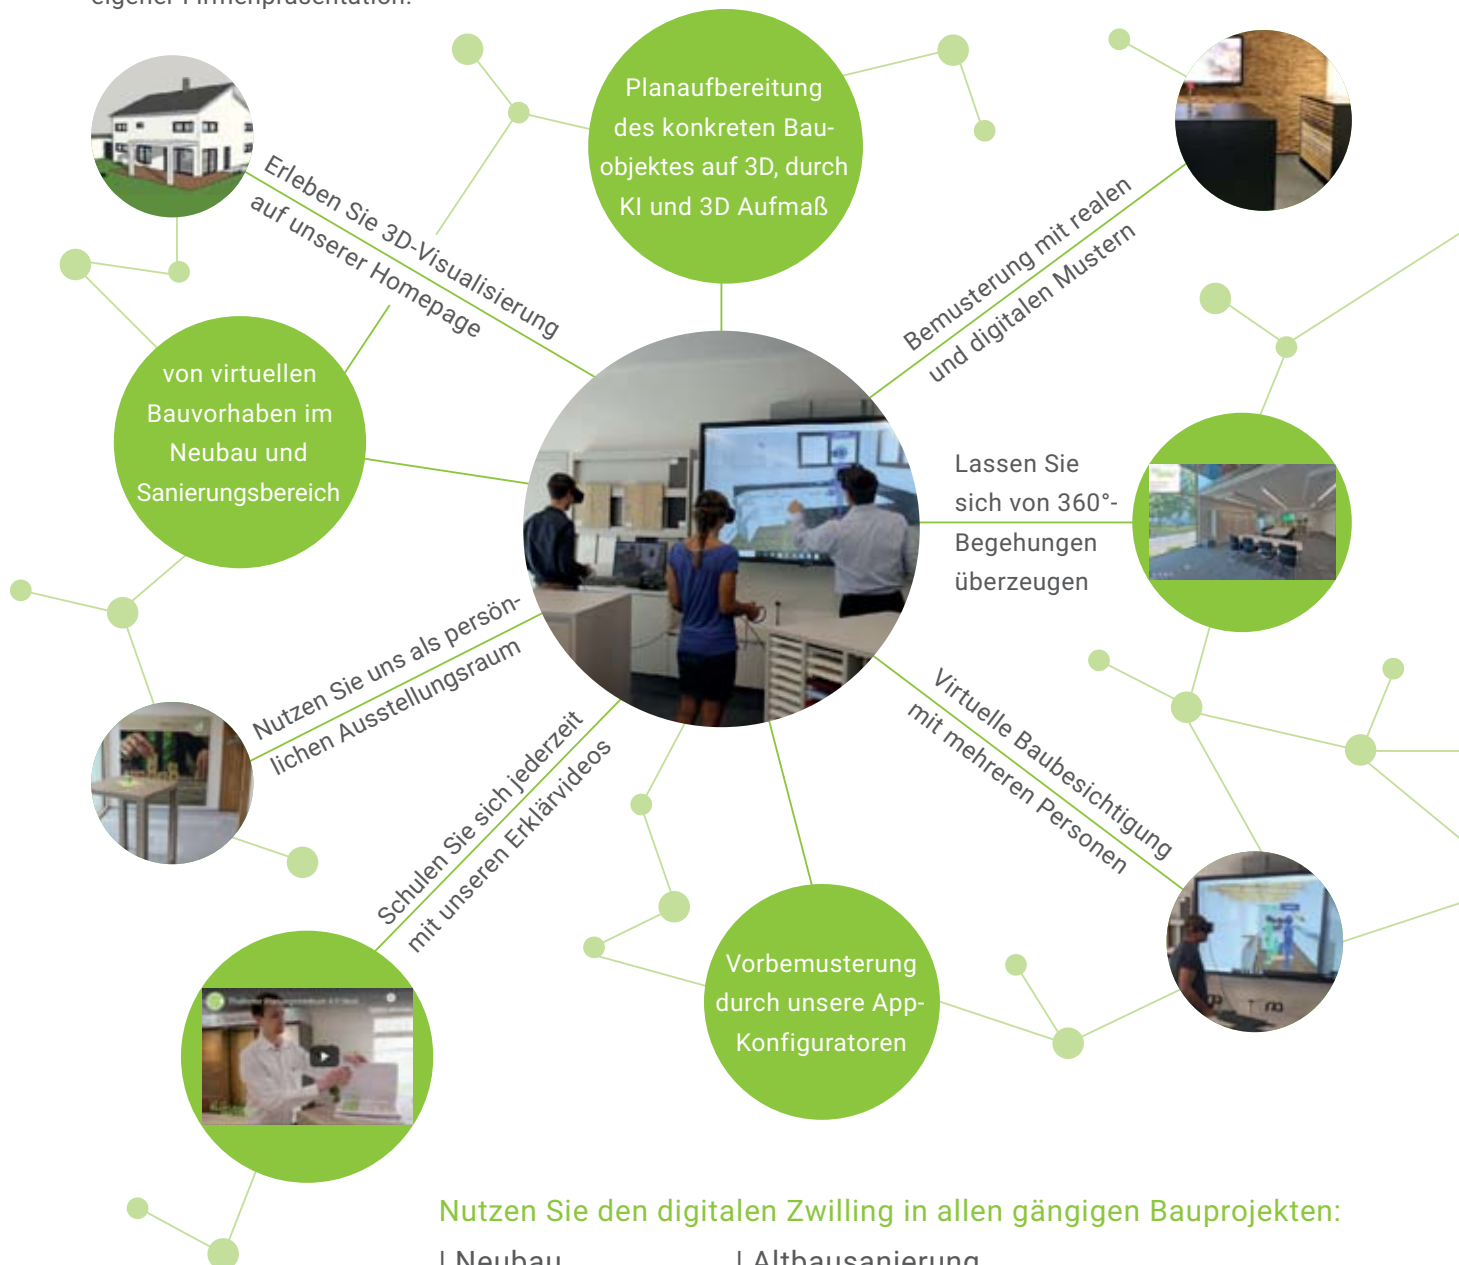 eigener Firmenpräsentation.
Planaufbereitung
des konkreten Bau-
objektes auf 3D, durch
KI und 3D Aufmaß
Erleben Sie 3D-Visualisierung
auf unserer Homepage
Bemusterung mit realen
und digitalen Mustern
von virtuellen
Bauvorhaben im
Neubau und
Sanierungsbereich
Lassen Sie
sich von 360°-
Begehungen
überzeugen
Nutzen Sie uns als persön-
lichen Ausstellungsraum
Virtuelle Baubesichtigung
mit mehreren Personen
Schulen Sie sich jederzeit
mit unseren Erklärvideos
Vorbemusterung
durch unsere App-
Konfiguratoren
Nutzen Sie den digitalen Zwilling in allen gängigen Bauprojekten:
| Neubau | Altbausanierung